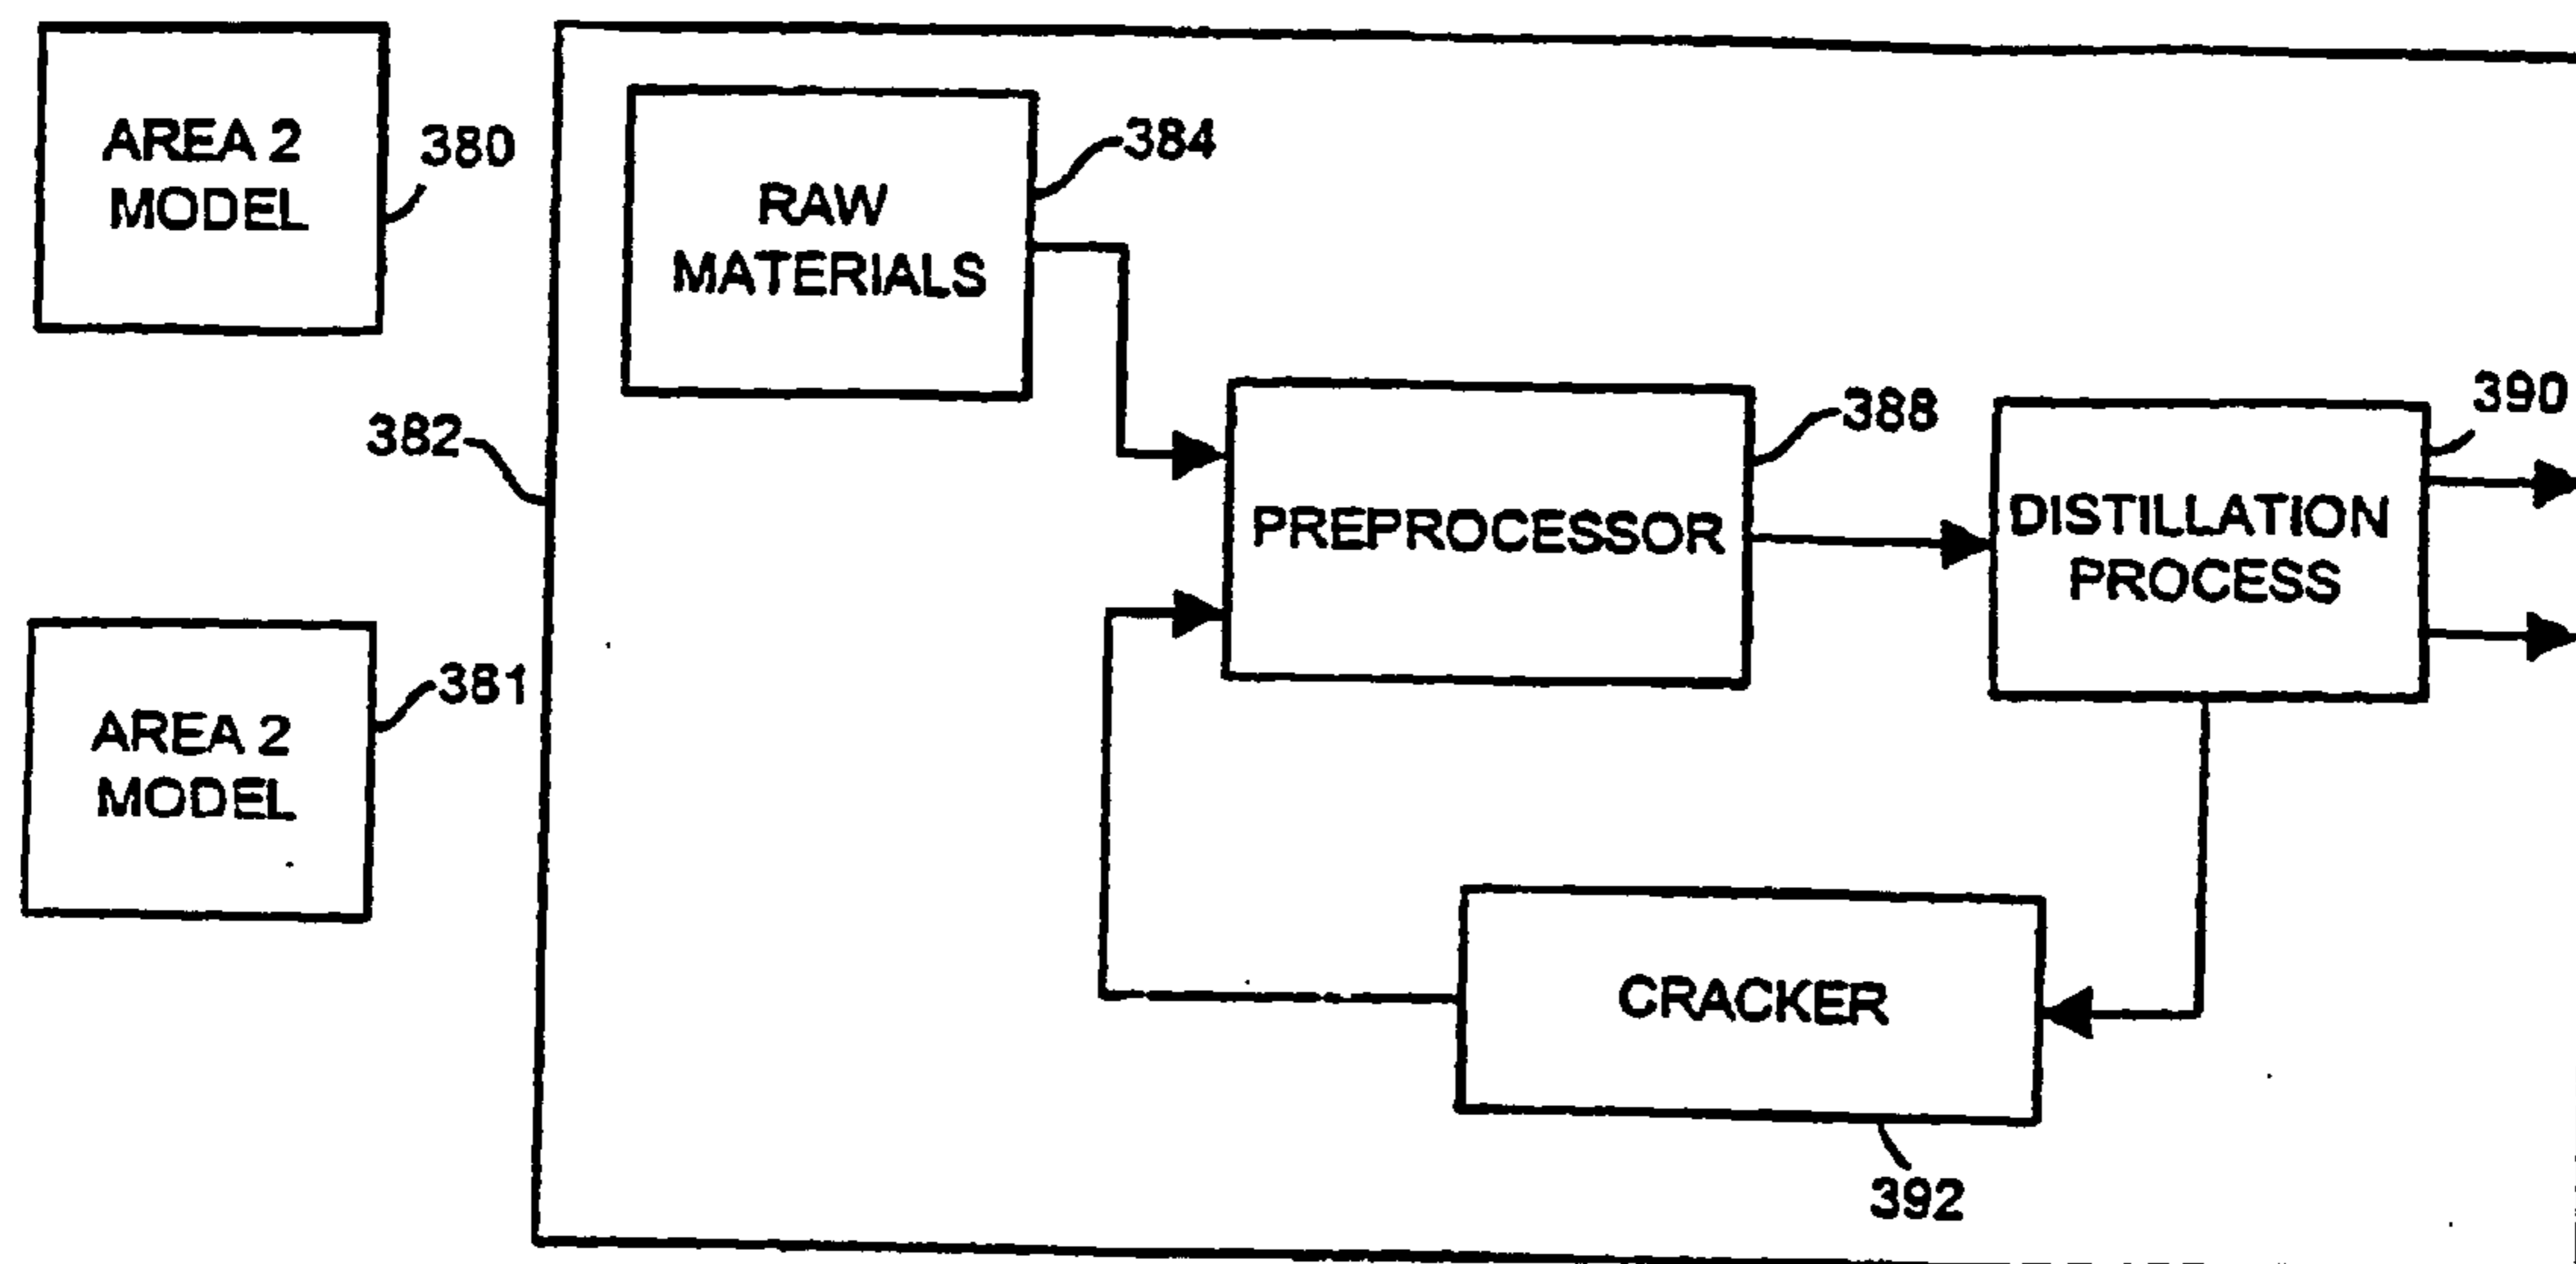 AREA 2
MODEL
380
384
RAW
MATERIALS
382
388
390
PREPROCESSOR
DISTILLATION
PROCESS
381
AREA 2
MODEL
CRACKER
392